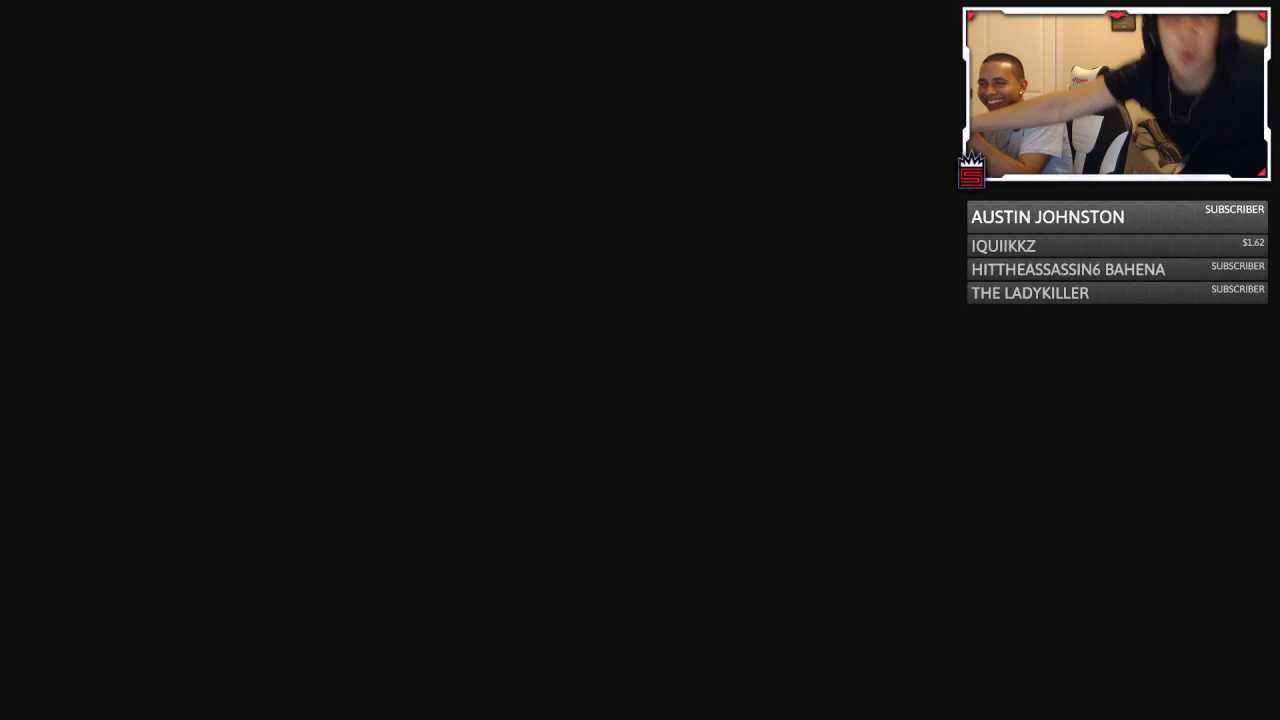 AUSTIN JOHNSTON SUBSCRIBER
IQUIIKKZ $1.62
HITTHEASSASSIN6 BAHENA SUBSCRIBER
THE LADYKILLER SUBSCRIBER